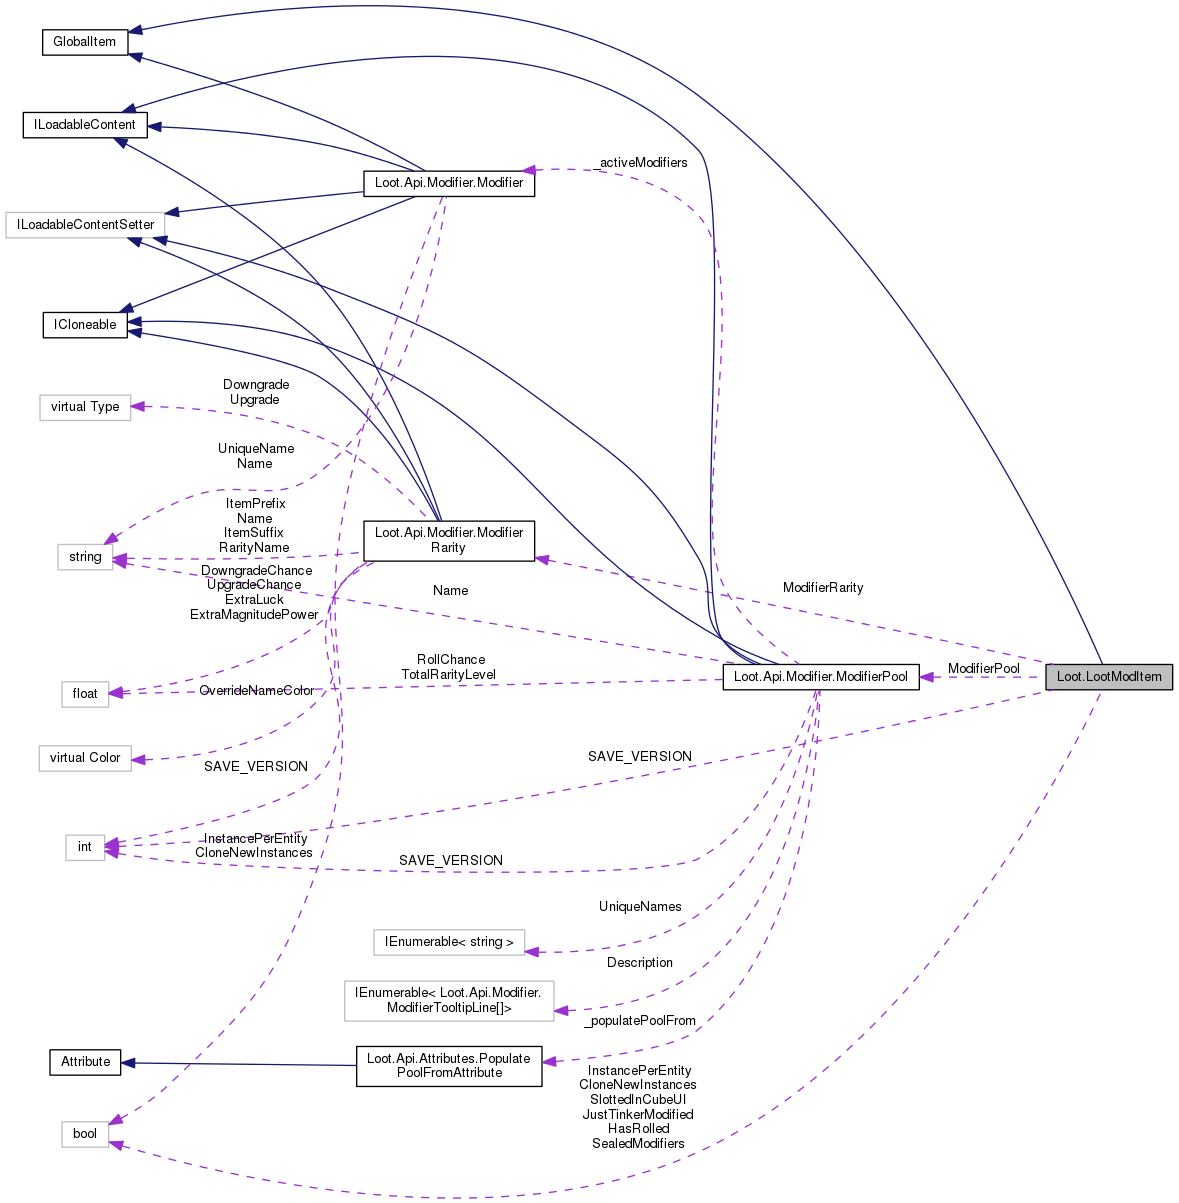 GlobalItem
ILoadableContent
_activeModifiers
Loot.Api.Modifier.Modifier
ILoadableContentSetter
ICloneable
Downgrade
Upgrade
virtual Type
UniqueName
Name
ItemPrefix
Name
ItemSuffix
RarityName
Loot.Api.Modifier.Modifier
Rarity
string
DowngradeChance
UpgradeChance
ExtraLuck
ExtraMagnitudePower
Name
ModifierRarity
RollChance
TotalRarityLevel
ModifierPool
Loot.Api.Modifier.ModifierPool
Loot.LootModItem
float
OverrideNameColor
virtual Color
SAVE_VERSION
SAVE_VERSION
int
InstancePerEntity
CloneNewInstances
SAVE_VERSION
UniqueNames
IEnumerable< string >
Description
IEnumerable< Loot.Api.Modifier.
ModifierTooltipLine[]>
_populatePoolFrom
Attribute
Loot.Api.Attributes.Populate
PoolFromAttribute
InstancePerEntity
CloneNewInstances
SlottedInCubeUI
JustTinkerModified
HasRolled
SealedModifiers
bool